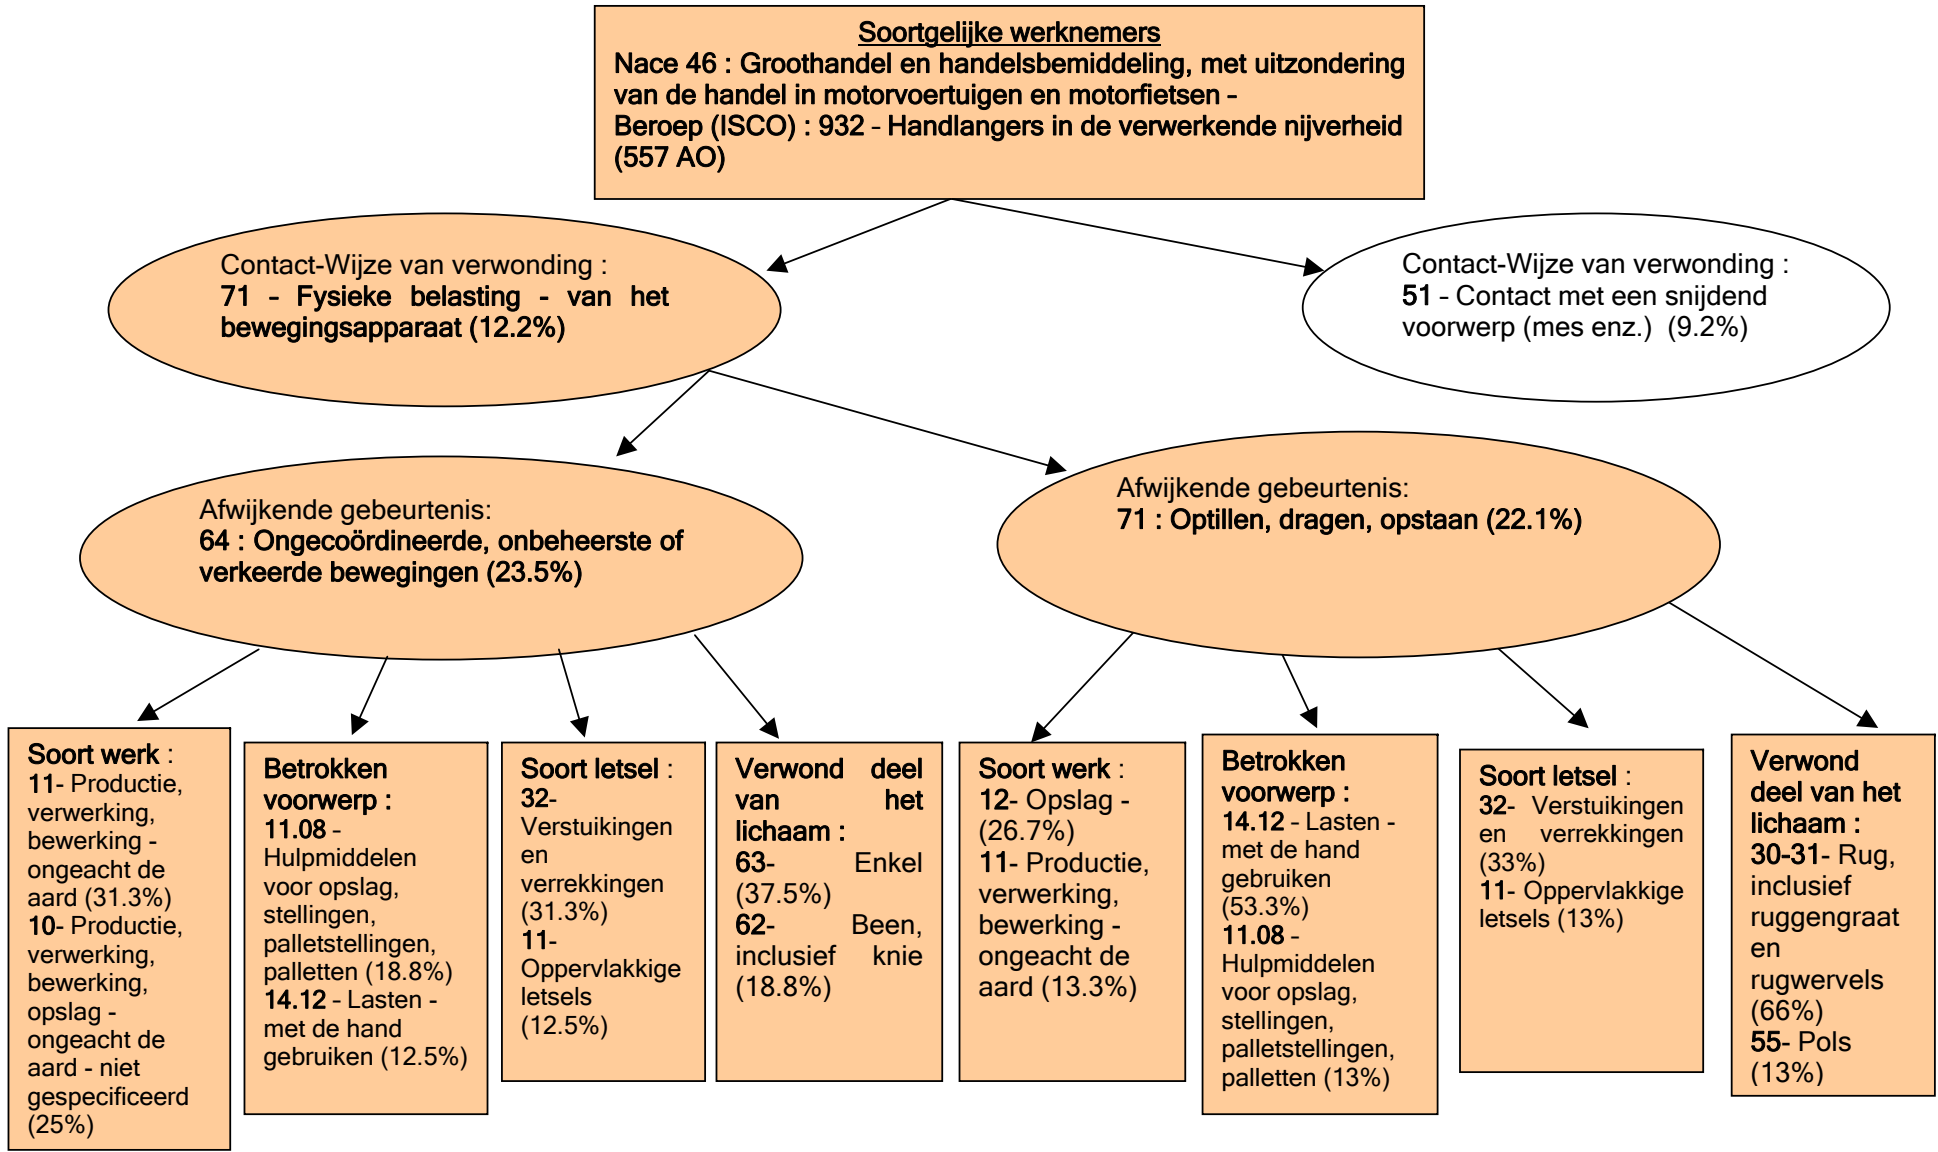 Soortgelijke werknemers
Nace 46 : Groothandel en handelsbemiddeling, met uitzondering
van de handel in motorvoertuigen en motorfietsen –
Beroep (ISCO) : 932 – Handlangers in de verwerkende nijverheid
(557 AO)
Contact-Wijze van verwonding :
71 – Fysieke belasting - van het
bewegingsapparaat (12.2%)
Contact-Wijze van verwonding :
51 – Contact met een snijdend
voorwerp (mes enz.) (9.2%)
Afwijkende gebeurtenis:
64 : Ongecoördineerde, onbeheerste of
verkeerde bewegingen (23.5%)
Afwijkende gebeurtenis:
71 : Optillen, dragen, opstaan (22.1%)
Soort werk :
11- Productie,
verwerking,
bewerking -
ongeacht de
aard (31.3%)
10- Productie,
verwerking,
bewerking,
opslag -
ongeacht de
aard - niet
gespecificeerd
(25%)
Betrokken
voorwerp :
11.08 –
Hulpmiddelen
voor opslag,
stellingen,
palletstellingen,
palletten (18.8%)
14.12 – Lasten -
met de hand
gebruiken (12.5%)
Soort letsel :
32-
Verstuikingen
en
verrekkingen
(31.3%)
11-
Oppervlakkige
letsels
(12.5%)
Verwond deel
van het
lichaam :
63- Enkel
(37.5%)
62- Been,
inclusief knie
(18.8%)
Soort werk :
12- Opslag -
(26.7%)
11- Productie,
verwerking,
bewerking -
ongeacht de
aard (13.3%)
Betrokken
voorwerp :
14.12 – Lasten -
met de hand
gebruiken
(53.3%)
11.08 –
Hulpmiddelen
voor opslag,
stellingen,
palletstellingen,
palletten (13%)
Soort letsel :
32- Verstuikingen
en verrekkingen
(33%)
11- Oppervlakkige
letsels (13%)
Verwond
deel van het
lichaam :
30-31- Rug,
inclusief
ruggengraat
en
rugwervels
(66%)
55- Pols
(13%)